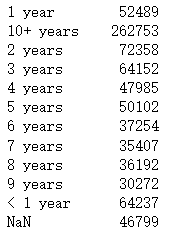 1 year 52489
10+ years 262753
2 years 72358
3 years 64152
4 years 47985
5 years 50102
6 years 37254
7 years 35407
8 years 36192
9 years 30272
< 1 year 64237
NaN 46799